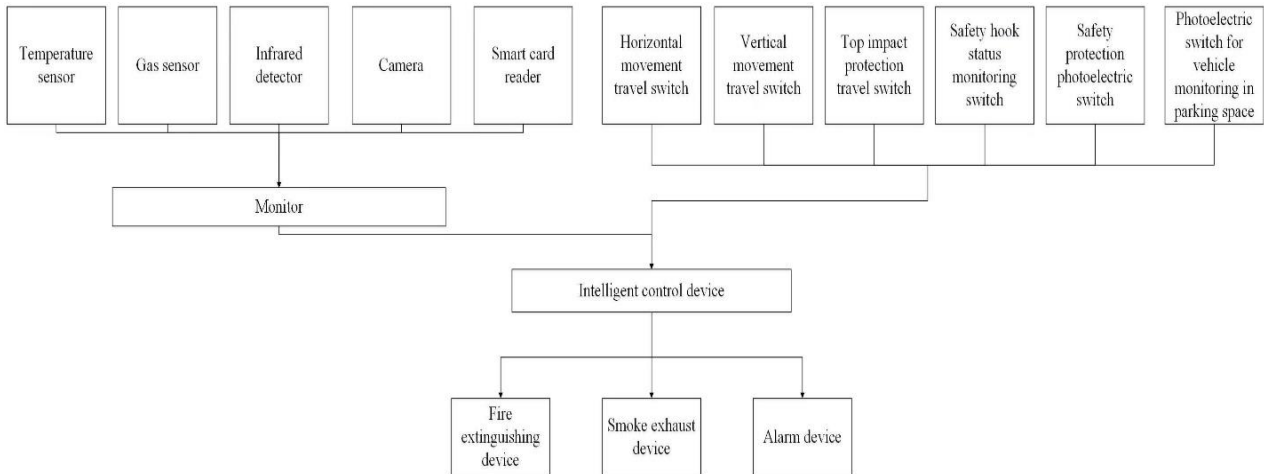 Temperature
sensor
Gas sensor
Infrared
detector
Camera
Smart card
reader
Horizontal
movement
travel switch
Vertical
movement
travel switch
Top impact
protection
travel switch
Safety hook
status
monitoring
switch
Safety
protection
photoelectric
switch
Photoelectric
switch for
vehicle
monitoring in
parking space
Monitor
Intelligent control device
Fire
extinguishing
device
Smoke exhaust
device
Alarm device